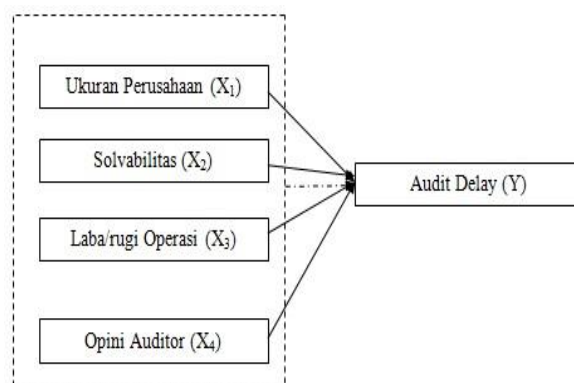 Ukuran Perusahaan (X₁)
Solvabilitas (X₂)
Audit Delay (Y)
Laba/rugi Operasi (X₃)
Opini Auditor (X₄)